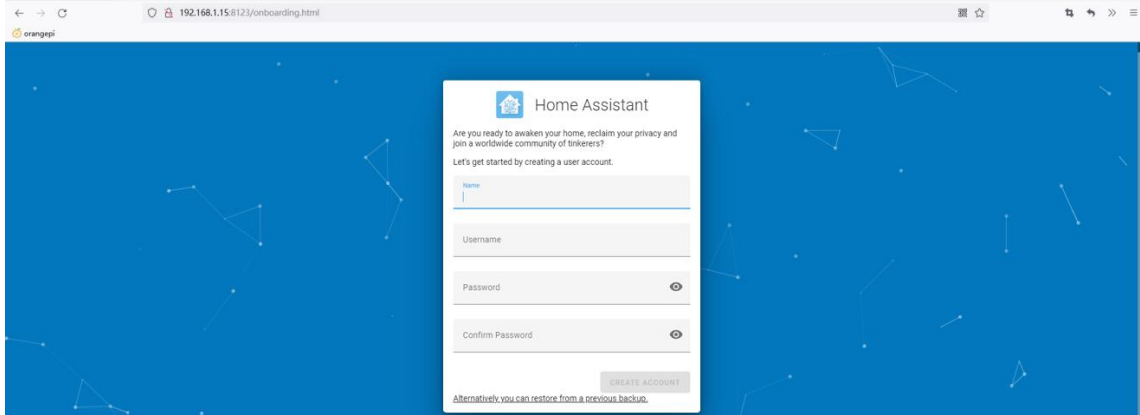 192.168.1.15:8123/onboarding.html
orangepi
Home Assistant
Are you ready to awaken your home, reclaim your privacy and
join a worldwide community of tinkerers?
Let's get started by creating a user account.
Name
Username
Password
Confirm Password
CREATE ACCOUNT
Alternatively you can restore from a previous backup.